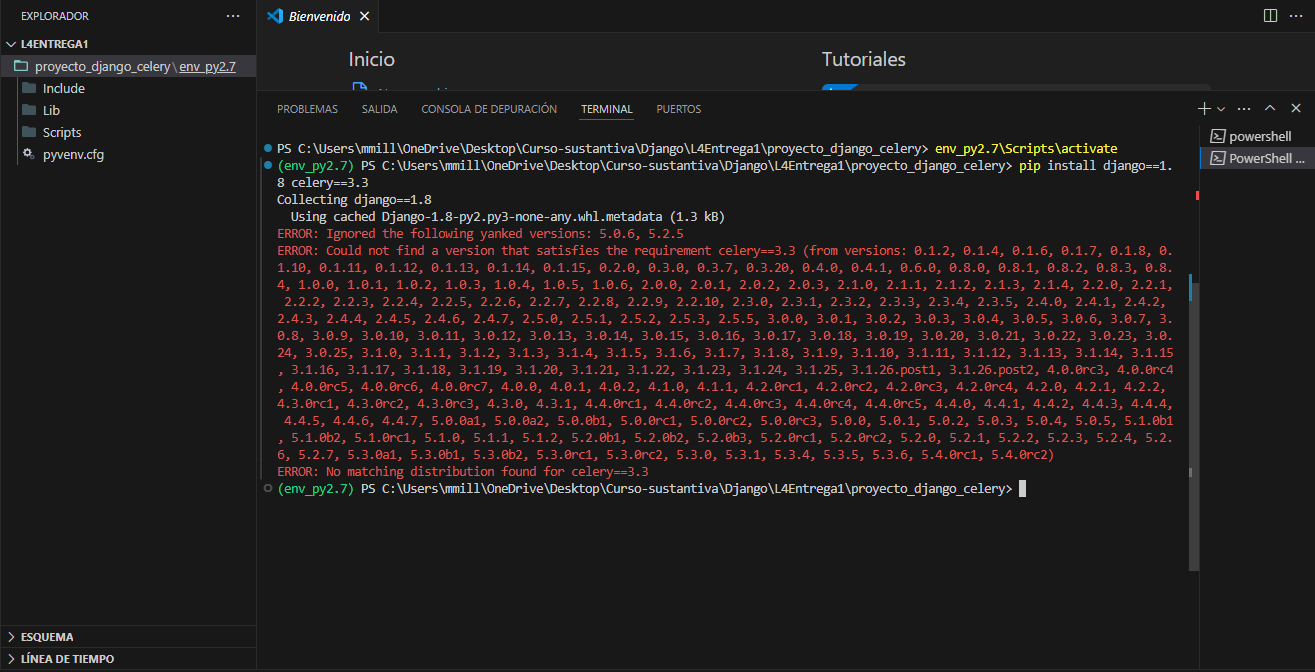 EXPLORADOR
L4ENTREGA1
proyecto_django_celery\env_py2.7
Include
Lib
Scripts
pyvenv.cfg
ESQUEMA
LÍNEA DE TIEMPO
Bienvenido
Inicio
Tutoriales
PROBLEMAS SALIDA CONSOLA DE DEPURACIÓN TERMINAL PUERTOS
PS C:\Users\mmill\OneDrive\Desktop\Curso-sustantiva\Django\L4Entrega1\proyecto_django_celery> env_py2.7\Scripts\activate
(env_py2.7) PS C:\Users\mmill\OneDrive\Desktop\Curso-sustantiva\Django\L4Entrega1\proyecto_django_celery> pip install django==1.
8 celery==3.3
Collecting django==1.8
Using cached Django-1.8-py2.py3-none-any.whl.metadata (1.3 kB)
ERROR: Ignored the following yanked versions: 5.0.6, 5.2.5
ERROR: Could not find a version that satisfies the requirement celery==3.3 (from versions: 0.1.2, 0.1.4, 0.1.6, 0.1.7, 0.1.8, 0.
1.10, 0.1.11, 0.1.12, 0.1.13, 0.1.14, 0.1.15, 0.2.0, 0.3.0, 0.3.7, 0.3.20, 0.4.0, 0.4.1, 0.6.0, 0.8.0, 0.8.1, 0.8.2, 0.8.3, 0.8.
4, 1.0.0, 1.0.1, 1.0.2, 1.0.3, 1.0.4, 1.0.5, 1.0.6, 2.0.0, 2.0.1, 2.0.2, 2.0.3, 2.1.0, 2.1.1, 2.1.2, 2.1.3, 2.1.4, 2.2.0, 2.2.1,
2.2.2, 2.2.3, 2.2.4, 2.2.5, 2.2.6, 2.2.7, 2.2.8, 2.2.9, 2.2.10, 2.3.0, 2.3.1, 2.3.2, 2.3.3, 2.3.4, 2.3.5, 2.4.0, 2.4.1, 2.4.2,
2.4.3, 2.4.4, 2.4.5, 2.4.6, 2.4.7, 2.5.0, 2.5.1, 2.5.2, 2.5.3, 2.5.5, 3.0.0, 3.0.1, 3.0.2, 3.0.3, 3.0.4, 3.0.5, 3.0.6, 3.0.7, 3.
0.8, 3.0.9, 3.0.10, 3.0.11, 3.0.12, 3.0.13, 3.0.14, 3.0.15, 3.0.16, 3.0.17, 3.0.18, 3.0.19, 3.0.20, 3.0.21, 3.0.22, 3.0.23, 3.0.
24, 3.0.25, 3.1.0, 3.1.1, 3.1.2, 3.1.3, 3.1.4, 3.1.5, 3.1.6, 3.1.7, 3.1.8, 3.1.9, 3.1.10, 3.1.11, 3.1.12, 3.1.13, 3.1.14, 3.1.15
, 3.1.16, 3.1.17, 3.1.18, 3.1.19, 3.1.20, 3.1.21, 3.1.22, 3.1.23, 3.1.24, 3.1.25, 3.1.26.post1, 3.1.26.post2, 4.0.0rc3, 4.0.0rc4
, 4.0.0rc5, 4.0.0rc6, 4.0.0rc7, 4.0.0, 4.0.1, 4.0.2, 4.1.0, 4.1.1, 4.2.0rc1, 4.2.0rc2, 4.2.0rc3, 4.2.0rc4, 4.2.0, 4.2.1, 4.2.2,
4.3.0rc1, 4.3.0rc2, 4.3.0rc3, 4.3.0, 4.3.1, 4.4.0rc1, 4.4.0rc2, 4.4.0rc3, 4.4.0rc4, 4.4.0rc5, 4.4.0, 4.4.1, 4.4.2, 4.4.3, 4.4.4,
4.4.5, 4.4.6, 4.4.7, 5.0.0a1, 5.0.0a2, 5.0.0b1, 5.0.0rc1, 5.0.0rc2, 5.0.0rc3, 5.0.0, 5.0.1, 5.0.2, 5.0.3, 5.0.4, 5.0.5, 5.1.0b1
, 5.1.0b2, 5.1.0rc1, 5.1.0, 5.1.1, 5.1.2, 5.2.0b1, 5.2.0b2, 5.2.0b3, 5.2.0rc1, 5.2.0rc2, 5.2.0, 5.2.1, 5.2.2, 5.2.3, 5.2.4, 5.2.
6, 5.2.7, 5.3.0a1, 5.3.0b1, 5.3.0b2, 5.3.0rc1, 5.3.0rc2, 5.3.0, 5.3.1, 5.3.4, 5.3.5, 5.3.6, 5.4.0rc1, 5.4.0rc2)
ERROR: No matching distribution found for celery==3.3
(env_py2.7) PS C:\Users\mmill\OneDrive\Desktop\Curso-sustantiva\Django\L4Entrega1\proyecto_django_celery>
powershell
PowerShell ...